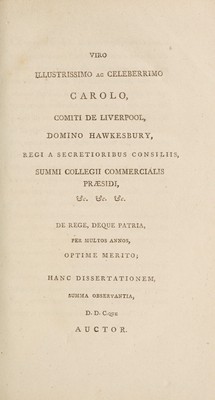 VIRO
ILLUSTRISSIMO AC CELEBERRIMO
CAROLO,
COMITI DE LIVERPOOL,
DOMINO HAWKESBURY,
REGI A SECRETIORIBUS CONSILIIS,
SUMMI COLLEGII COMMERCIALIS
PRÆSIDI,
&c. &c. &c.
DE REGE, DEQUE PATRIA,
PER MULTOS ANNOS,
OPTIME MERITO;
HANC DISSERTATIONEM,
SUMMA OBSERVANTIA,
D. D. CQUE
AUCTOR.